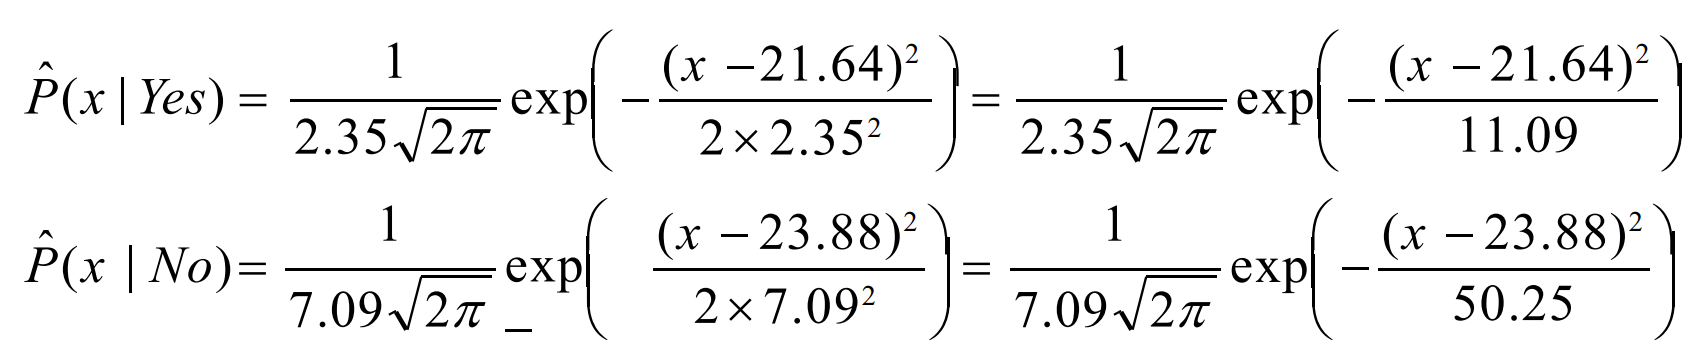 P̂(x | Yes) = 1/(2.35√2π) exp( −(x −21.64)²/(2×2.35²) ) = 1/(2.35√2π) exp( −(x −21.64)²/11.09 )
P̂(x | No) = 1/(7.09√2π) _ exp( (x −23.88)²/(2×7.09²) ) = 1/(7.09√2π) exp( −(x −23.88)²/50.25 )